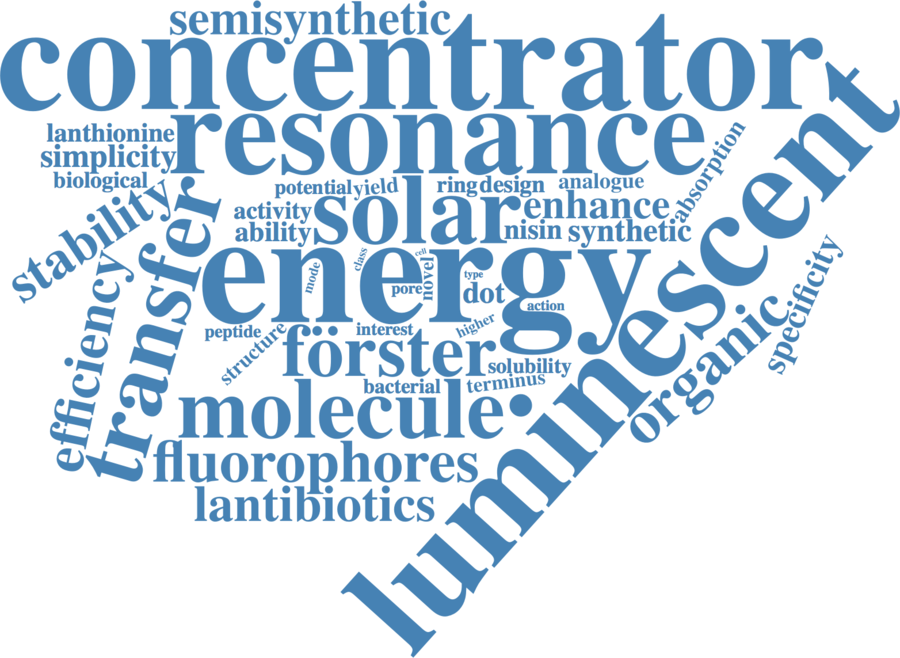 semisynthetic
concentrator
luminescent
lanthionine
resonance
absorption
simplicity
biological
potential
yield
ring
design
analogue
stability
transfer
activity
solar
enhance
ability
nisin
synthetic
energy
efficiency
mode
class
cell
novel
pore
type
dot
action
specificity
peptide
structure
interest
higher
förster
organic
solubility
bacterial
terminus
molecule
fluorophores
lantibiotics